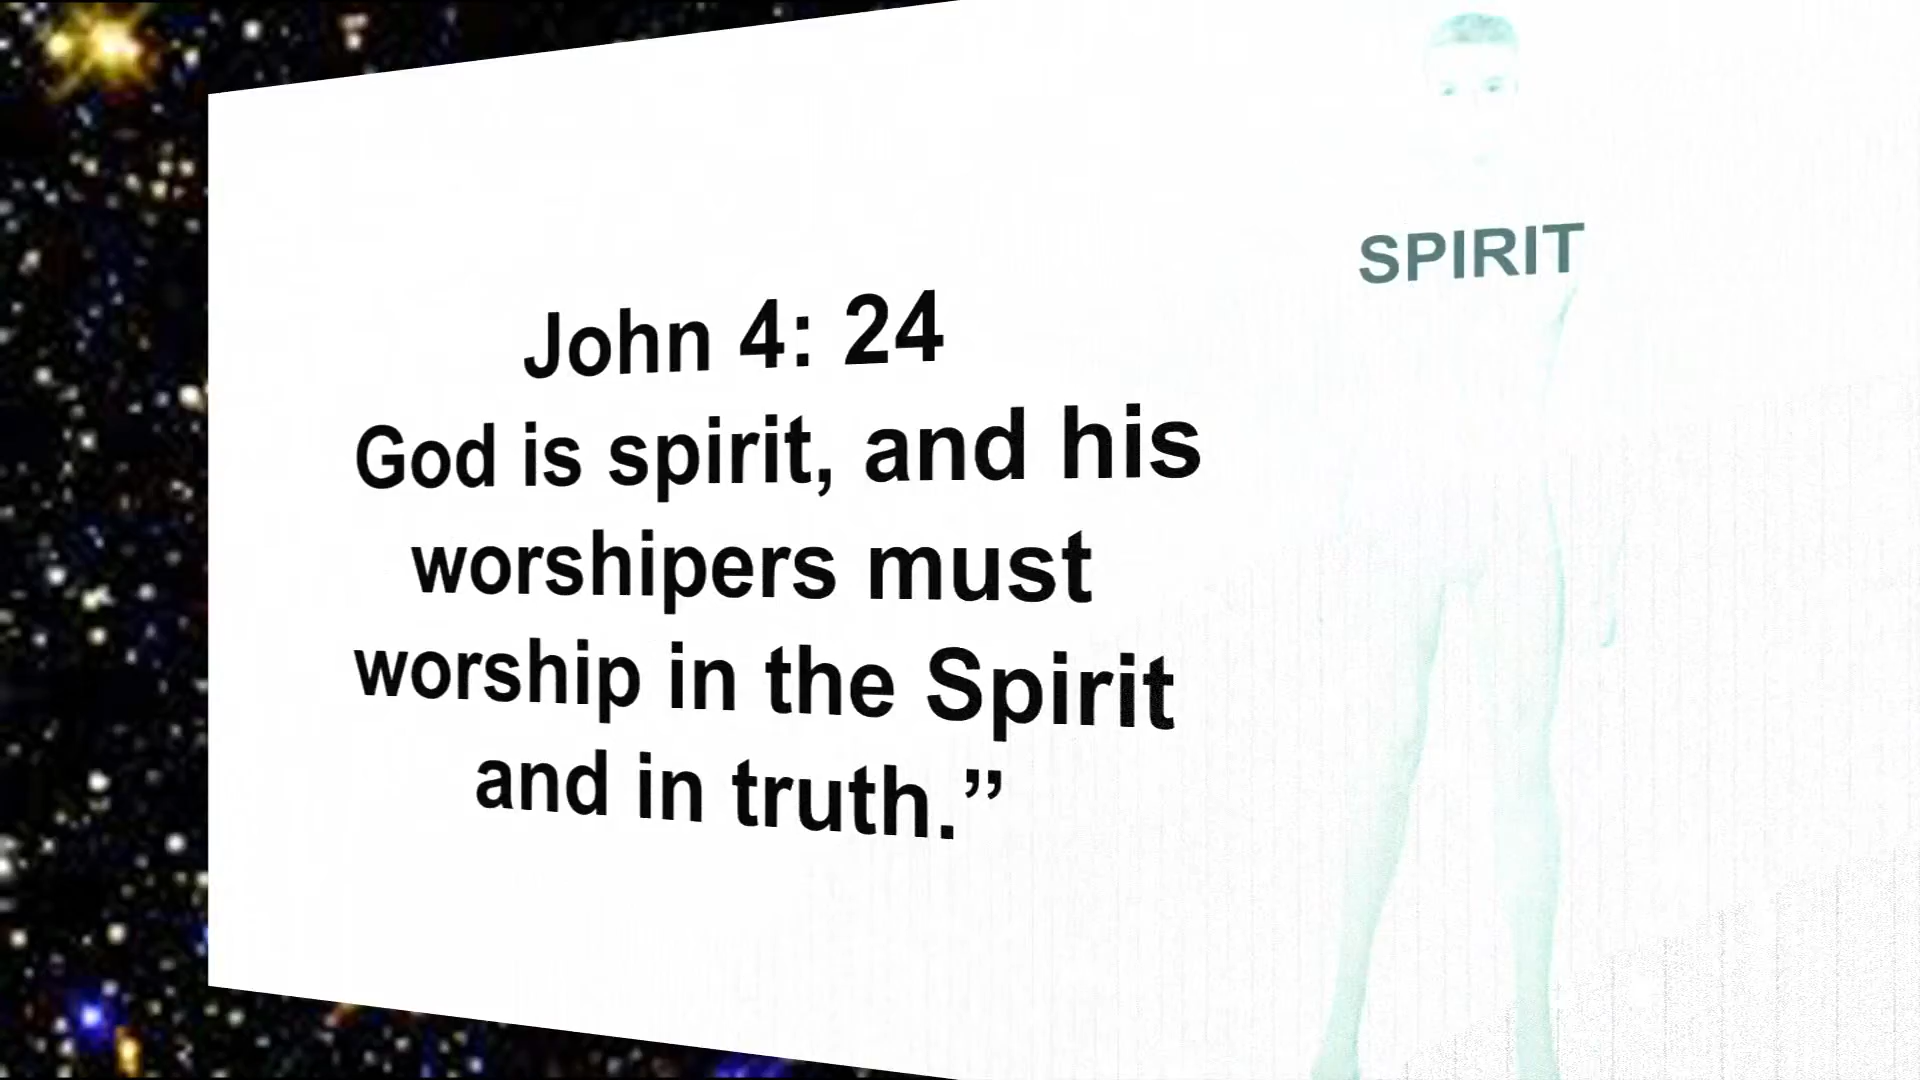 John 4: 24
God is spirit, and his
worshipers must
worship in the Spirit
and in truth.”
SPIRIT